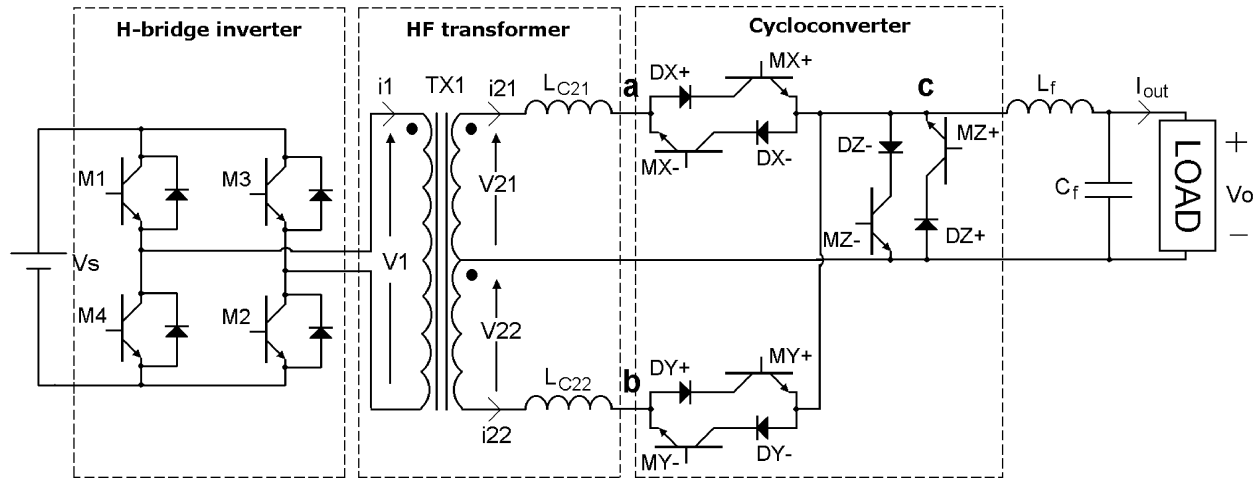 H-bridge inverter
HF transformer
Cycloconverter
i1
TX1
i21
LC21
a
DX+
MX+
c
Lf
Iout
M1
M3
V21
MX-
DX-
DZ-
MZ+
Cf
LOAD
+
Vo
−
Vs
V1
MZ-
DZ+
M4
M2
V22
LC22
b
DY+
MY+
i22
MY-
DY-